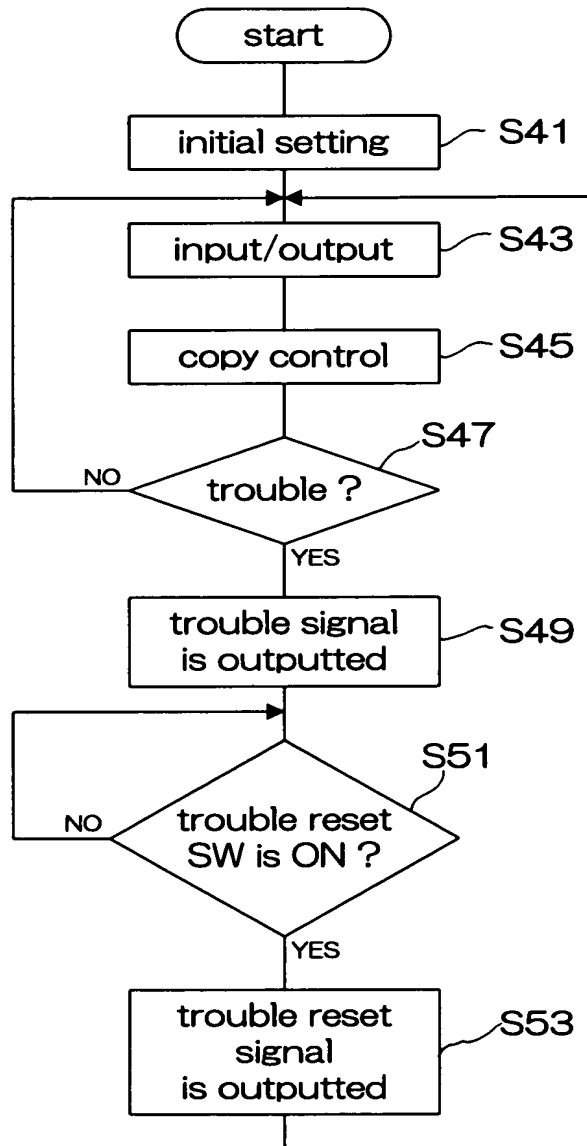 start
initial setting
S41
input/output
S43
copy control
S45
S47
trouble ?
NO
YES
trouble signal
is outputted
S49
S51
trouble reset
SW is ON ?
NO
YES
trouble reset
signal
is outputted
S53